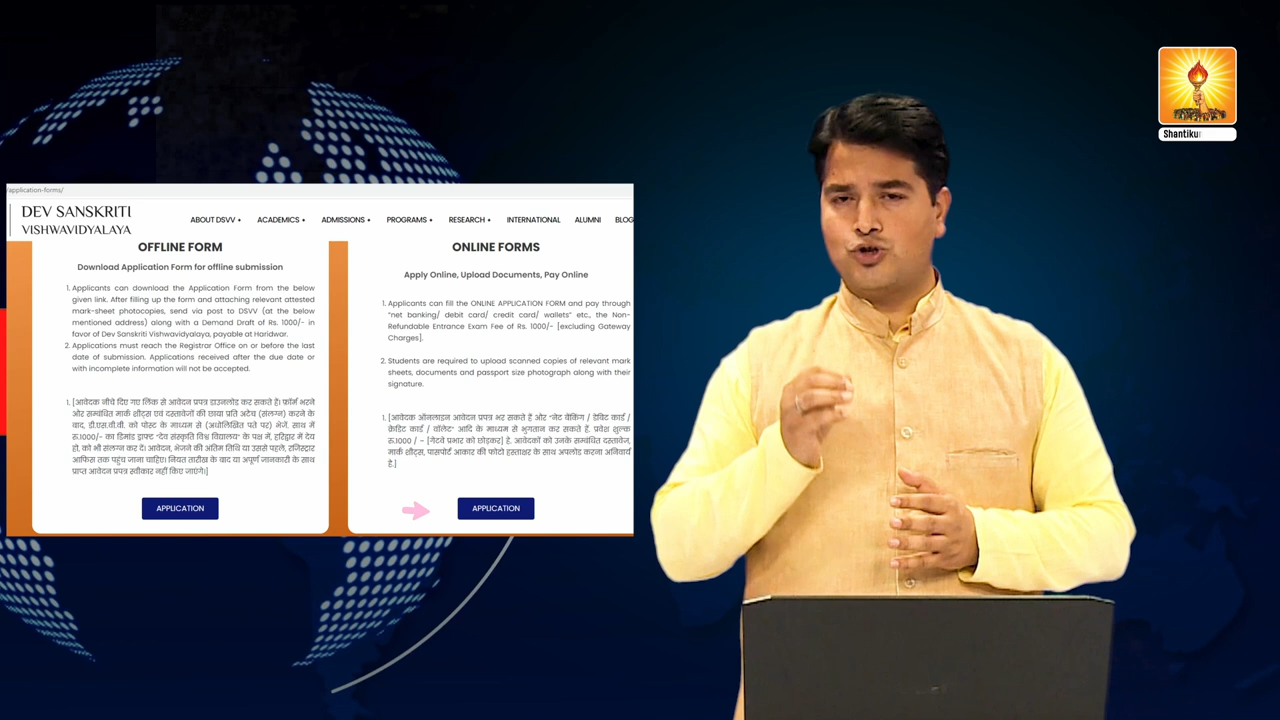 Shantiku
/application-forms/
DEV SANSKRITI
VISHWAVIDYALAYA
ABOUT DSVV
ACADEMICS
ADMISSIONS
PROGRAMS
RESEARCH
INTERNATIONAL
ALUMNI
BLOG
OFFLINE FORM
Download Application Form for offline submission
1. Applicants can download the Application Form from the below
given link. After filling up the form and attaching relevant attested
mark-sheet photocopies, send via post to DSVV (at the below
mentioned address) along with a Demand Draft of Rs. 1000/- in
favor of Dev Sanskriti Vishwavidyalaya, payable at Haridwar.
2. Applications must reach the Registrar Office on or before the last
date of submission. Applications received after the due date or
with incomplete information will not be accepted.
1. [आवेदक नीचे दिए गए लिंक से आवेदन प्रपत्र डाउनलोड कर सकते हैं। फ़ॉर्म भरने
और सम्बंधित मार्क शीट्स एवं दस्तावेजों की छाया प्रति अटेच (संलग्न) करने के
बाद, डी.एस.वी.वी. को पोस्ट के माध्यम से (अधोलिखित पते पर) भेजें, साथ में
रु.1000/- का डिमांड ड्राफ्ट "देव संस्कृति विश्व विद्यालय" के पक्ष में, हरिद्वार में देय
हो, को भी संलग्न कर दें। आवेदन, भेजने की अंतिम तिथि या उससे पहले, रजिस्ट्रार
आफिस तक पहुंच जाना चाहिए। नियत तारीख के बाद या अपूर्ण जानकारी के साथ
प्राप्त आवेदन प्रपत्र स्वीकार नहीं किए जाएंगे।]
APPLICATION
ONLINE FORMS
Apply Online, Upload Documents, Pay Online
1. Applicants can fill the ONLINE APPLICATION FORM and pay through
"net banking/ debit card/ credit card/ wallets" etc., the Non-
Refundable Entrance Exam Fee of Rs. 1000/- [excluding Gateway
Charges].
2. Students are required to upload scanned copies of relevant mark
sheets, documents and passport size photograph along with their
signature.
1. [आवेदक ऑनलाइन आवेदन प्रपत्र भर सकते हैं और "नेट बैंकिंग / डेबिट कार्ड /
क्रेडिट कार्ड / वॉलेट" आदि के माध्यम से भुगतान कर सकते हैं. प्रवेश शुल्क
रु.1000 / - [गेटवे प्रभार को छोड़कर] है. आवेदकों को उनके सम्बंधित दस्तावेज,
मार्क शीट्स, पासपोर्ट आकार की फोटो हस्ताक्षर के साथ अपलोड करना अनिवार्य
है.]
APPLICATION